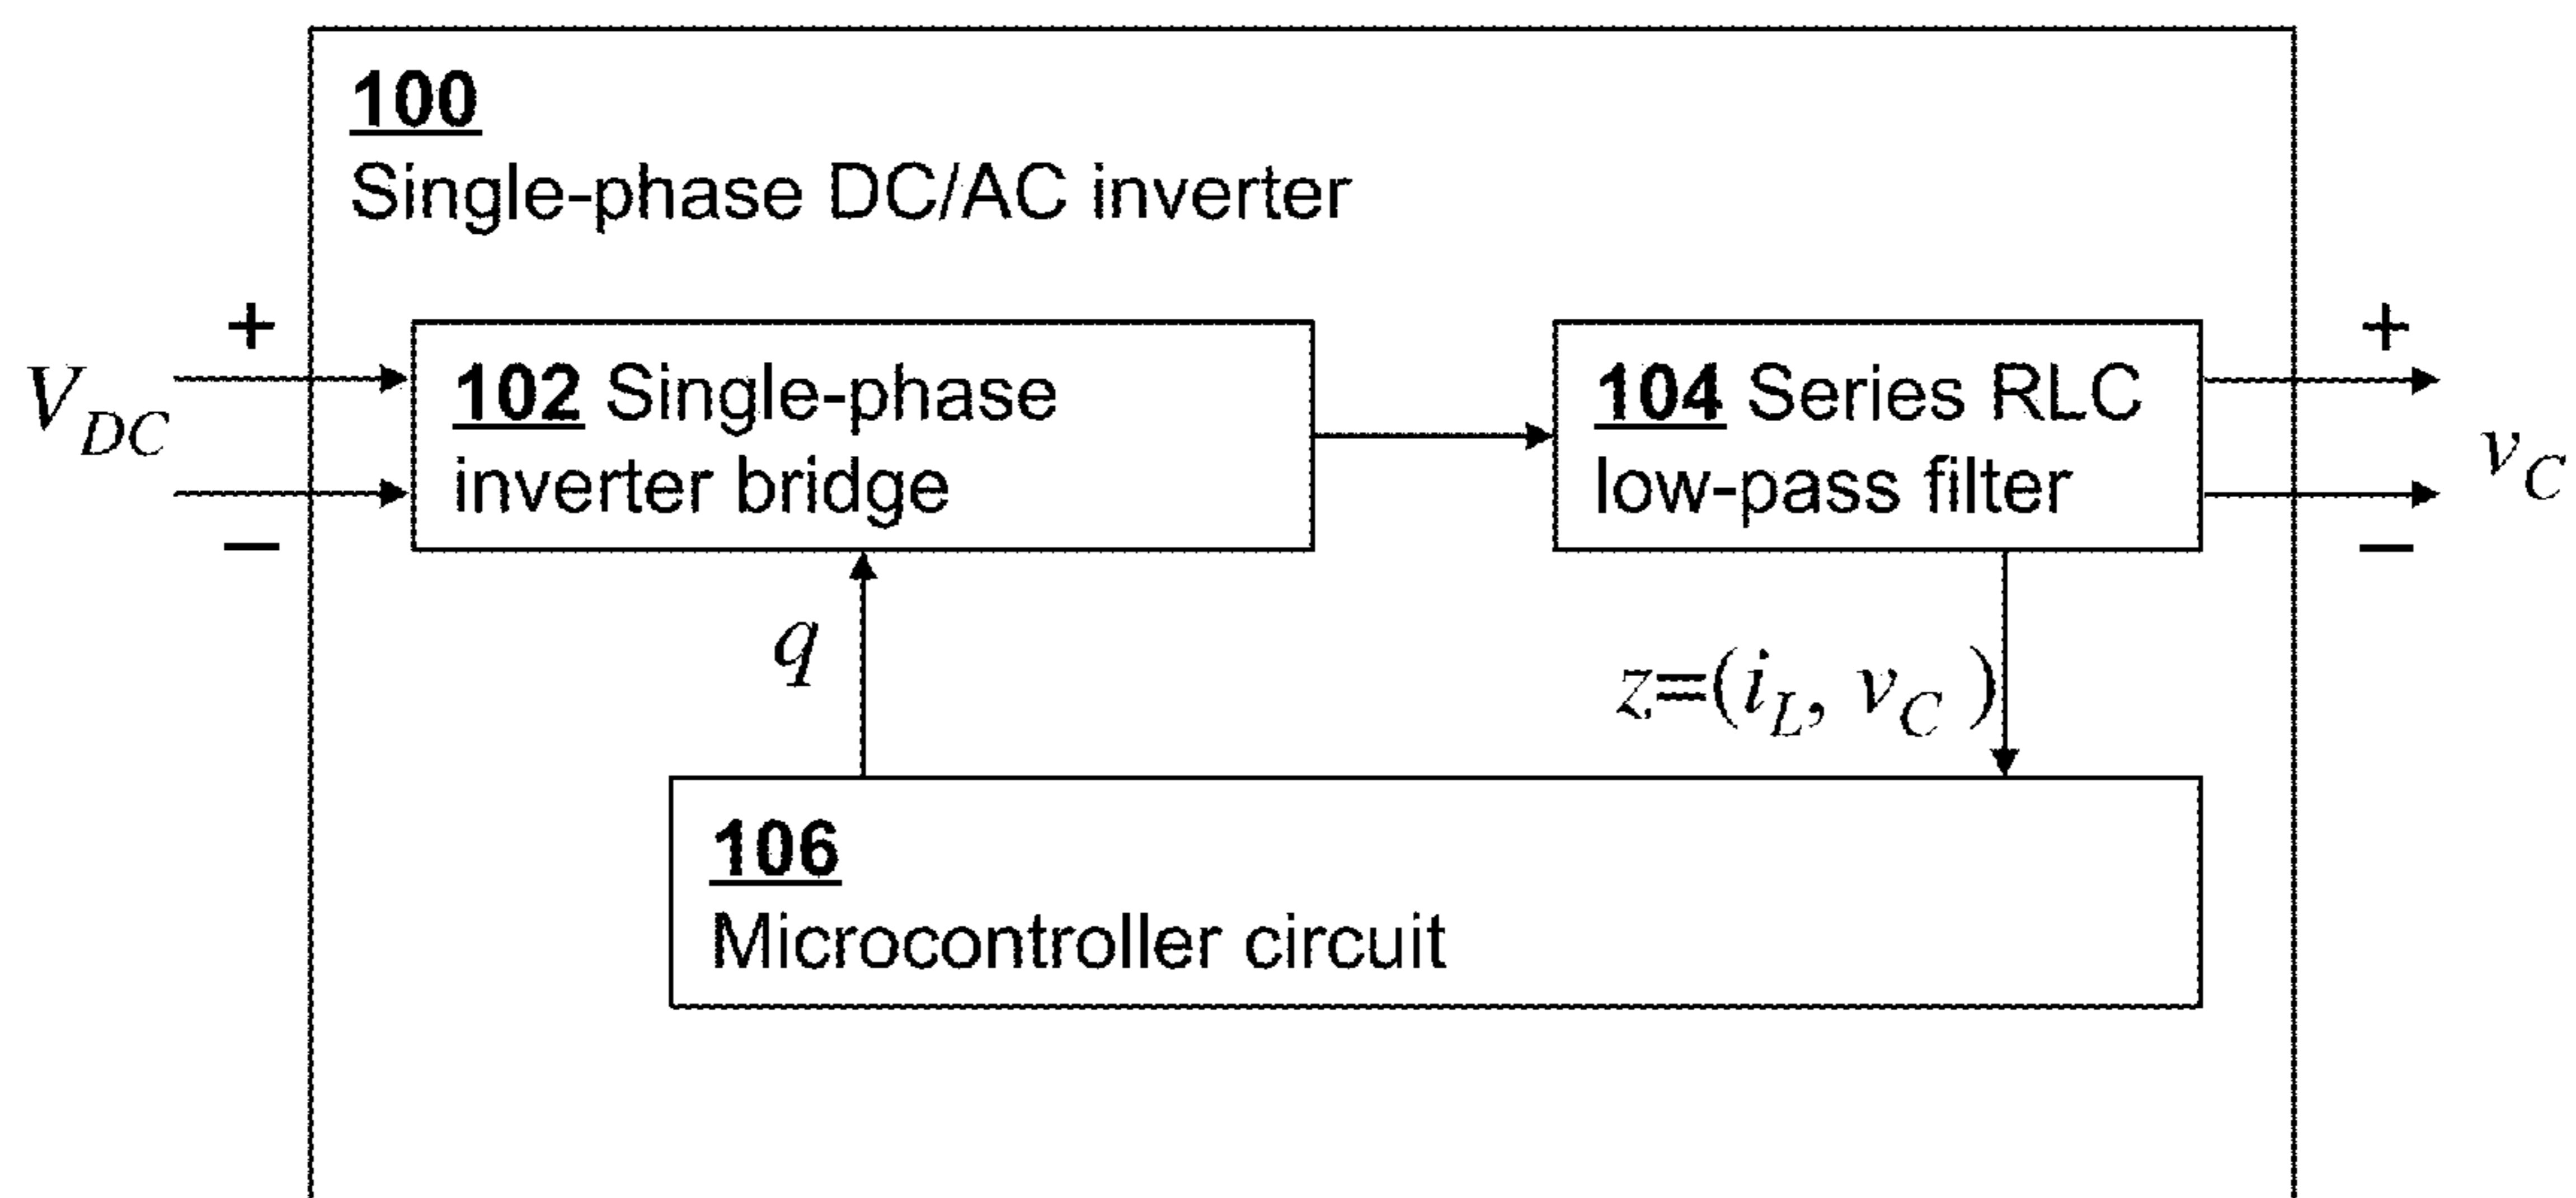 100
Single-phase DC/AC inverter
+
+
V_DC
102 Single-phase
inverter bridge
104 Series RLC
low-pass filter
v_C
−
−
q
z=(i_L, v_C )
106
Microcontroller circuit